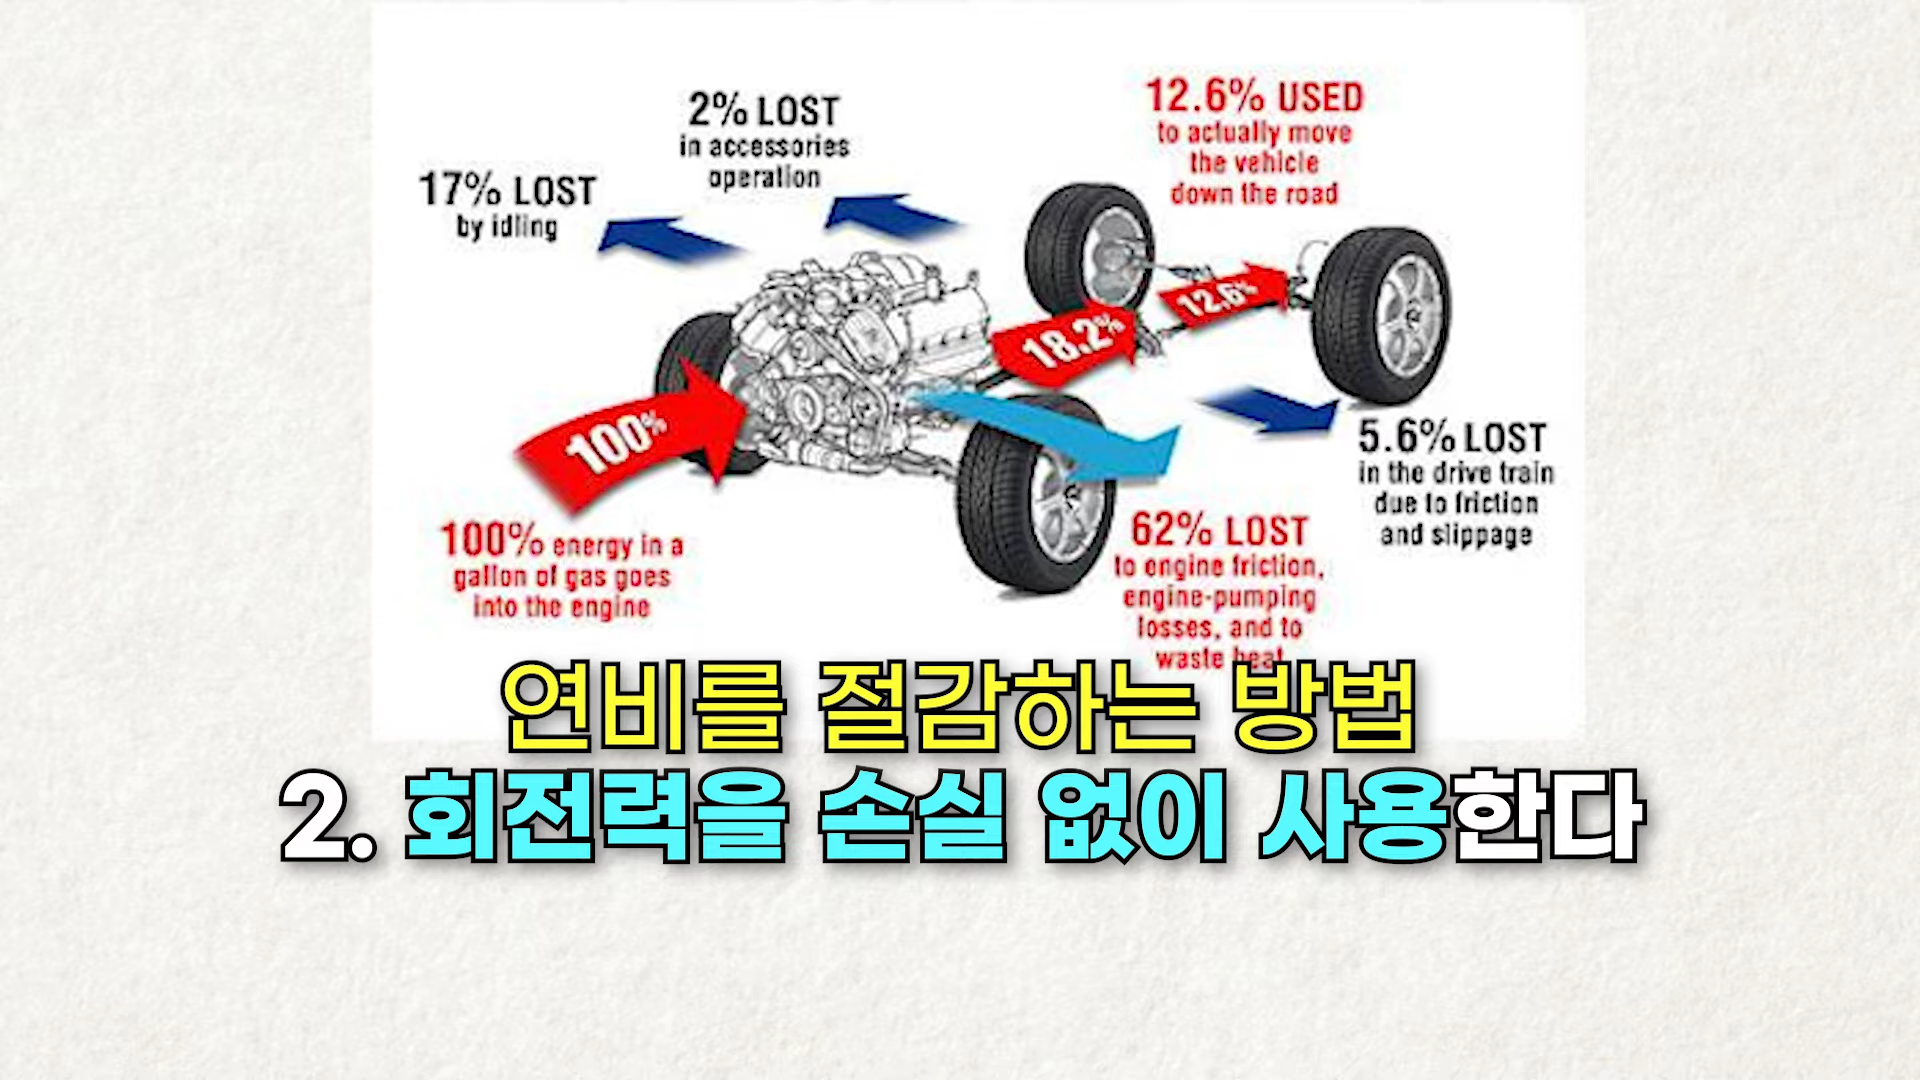 2% LOST
in accessories
operation
17% LOST
by idling
12.6% USED
to actually move
the vehicle
down the road
12.6%
18.2%
100%
5.6% LOST
in the drive train
due to friction
and slippage
100% energy in a
gallon of gas goes
into the engine
62% LOST
to engine friction,
engine-pumping
losses, and to
waste heat
연비를 절감하는 방법
2. 회전력을 손실 없이 사용한다